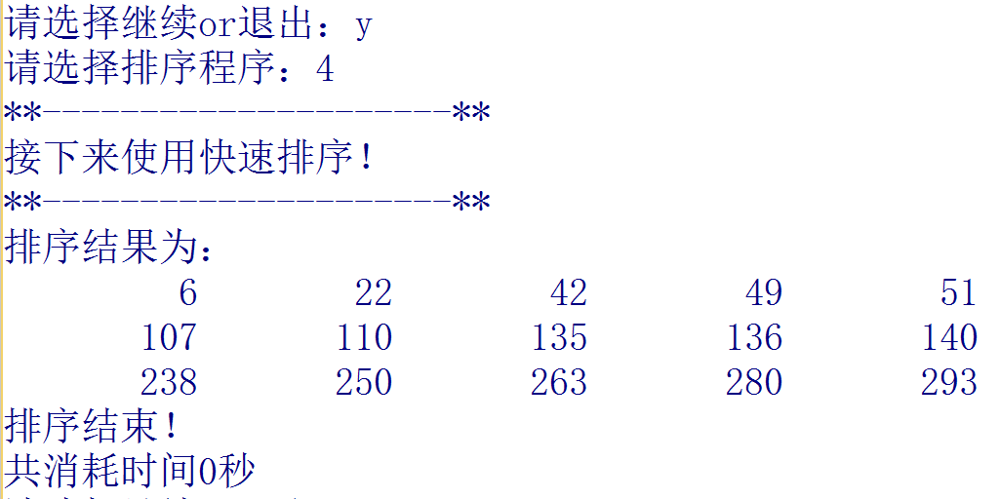 请选择继续or退出：y
请选择排序程序：4
**---------------------**
接下来使用快速排序！
**---------------------**
排序结果为：
6 22 42 49 51
107 110 135 136 140
238 250 263 280 293
排序结束！
共消耗时间0秒